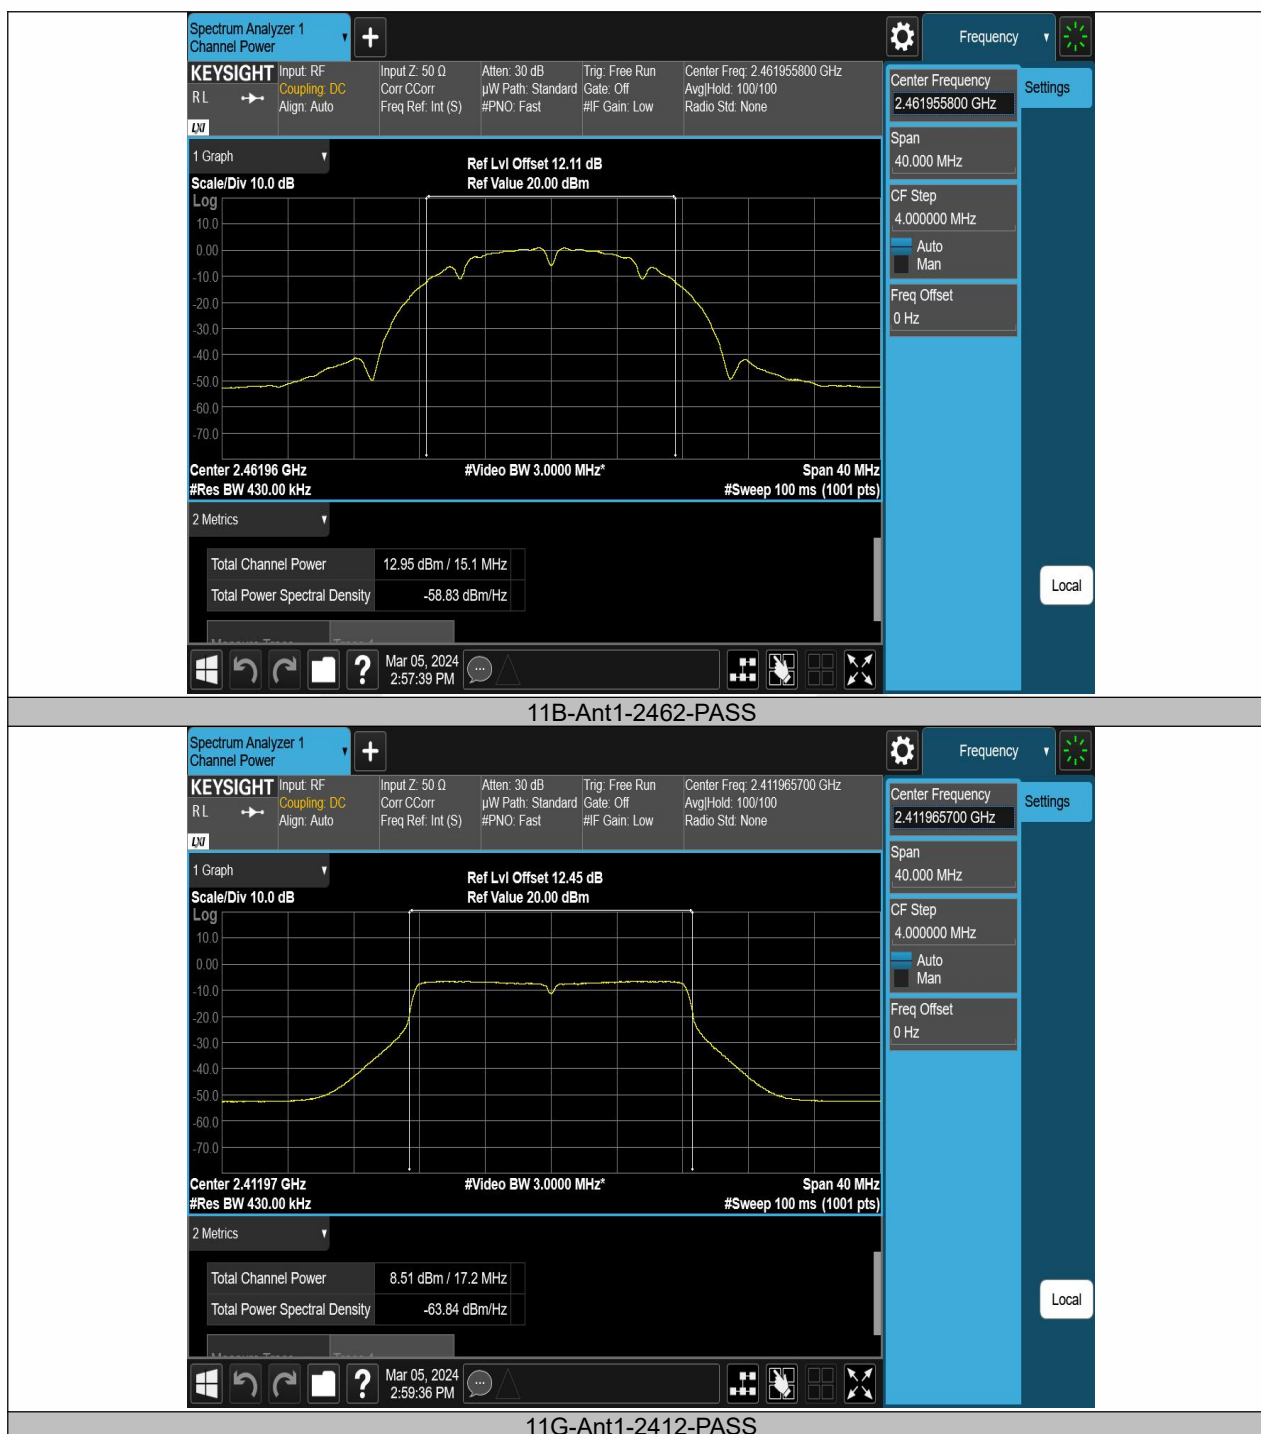 Spectrum Analyzer 1
Channel Power
+
Frequency
KEYSIGHT
R L
LXI
Input: RF
Coupling: DC
Align: Auto
Input Z: 50 Ω
Corr CCorr
Freq Ref: Int (S)
Atten: 30 dB
µW Path: Standard
#PNO: Fast
Trig: Free Run
Gate: Off
#IF Gain: Low
Center Freq: 2.461955800 GHz
Avg|Hold: 100/100
Radio Std: None
Center Frequency
2.461955800 GHz
Settings
Span
40.000 MHz
CF Step
4.000000 MHz
Auto
Man
Freq Offset
0 Hz
1 Graph
Ref Lvl Offset 12.11 dB
Scale/Div 10.0 dB
Ref Value 20.00 dBm
Log
10.0
0.00
-10.0
-20.0
-30.0
-40.0
-50.0
-60.0
-70.0
Center 2.46196 GHz
#Video BW 3.0000 MHz*
Span 40 MHz
#Res BW 430.00 kHz
#Sweep 100 ms (1001 pts)
2 Metrics
Total Channel Power 12.95 dBm / 15.1 MHz
Total Power Spectral Density -58.83 dBm/Hz
Local
?
Mar 05, 2024
2:57:39 PM
11B-Ant1-2462-PASS
Spectrum Analyzer 1
Channel Power
+
Frequency
KEYSIGHT
R L
LXI
Input: RF
Coupling: DC
Align: Auto
Input Z: 50 Ω
Corr CCorr
Freq Ref: Int (S)
Atten: 30 dB
µW Path: Standard
#PNO: Fast
Trig: Free Run
Gate: Off
#IF Gain: Low
Center Freq: 2.411965700 GHz
Avg|Hold: 100/100
Radio Std: None
Center Frequency
2.411965700 GHz
Settings
Span
40.000 MHz
CF Step
4.000000 MHz
Auto
Man
Freq Offset
0 Hz
1 Graph
Ref Lvl Offset 12.45 dB
Scale/Div 10.0 dB
Ref Value 20.00 dBm
Log
10.0
0.00
-10.0
-20.0
-30.0
-40.0
-50.0
-60.0
-70.0
Center 2.41197 GHz
#Video BW 3.0000 MHz*
Span 40 MHz
#Res BW 430.00 kHz
#Sweep 100 ms (1001 pts)
2 Metrics
Total Channel Power 8.51 dBm / 17.2 MHz
Total Power Spectral Density -63.84 dBm/Hz
Local
?
Mar 05, 2024
2:59:36 PM
11G-Ant1-2412-PASS